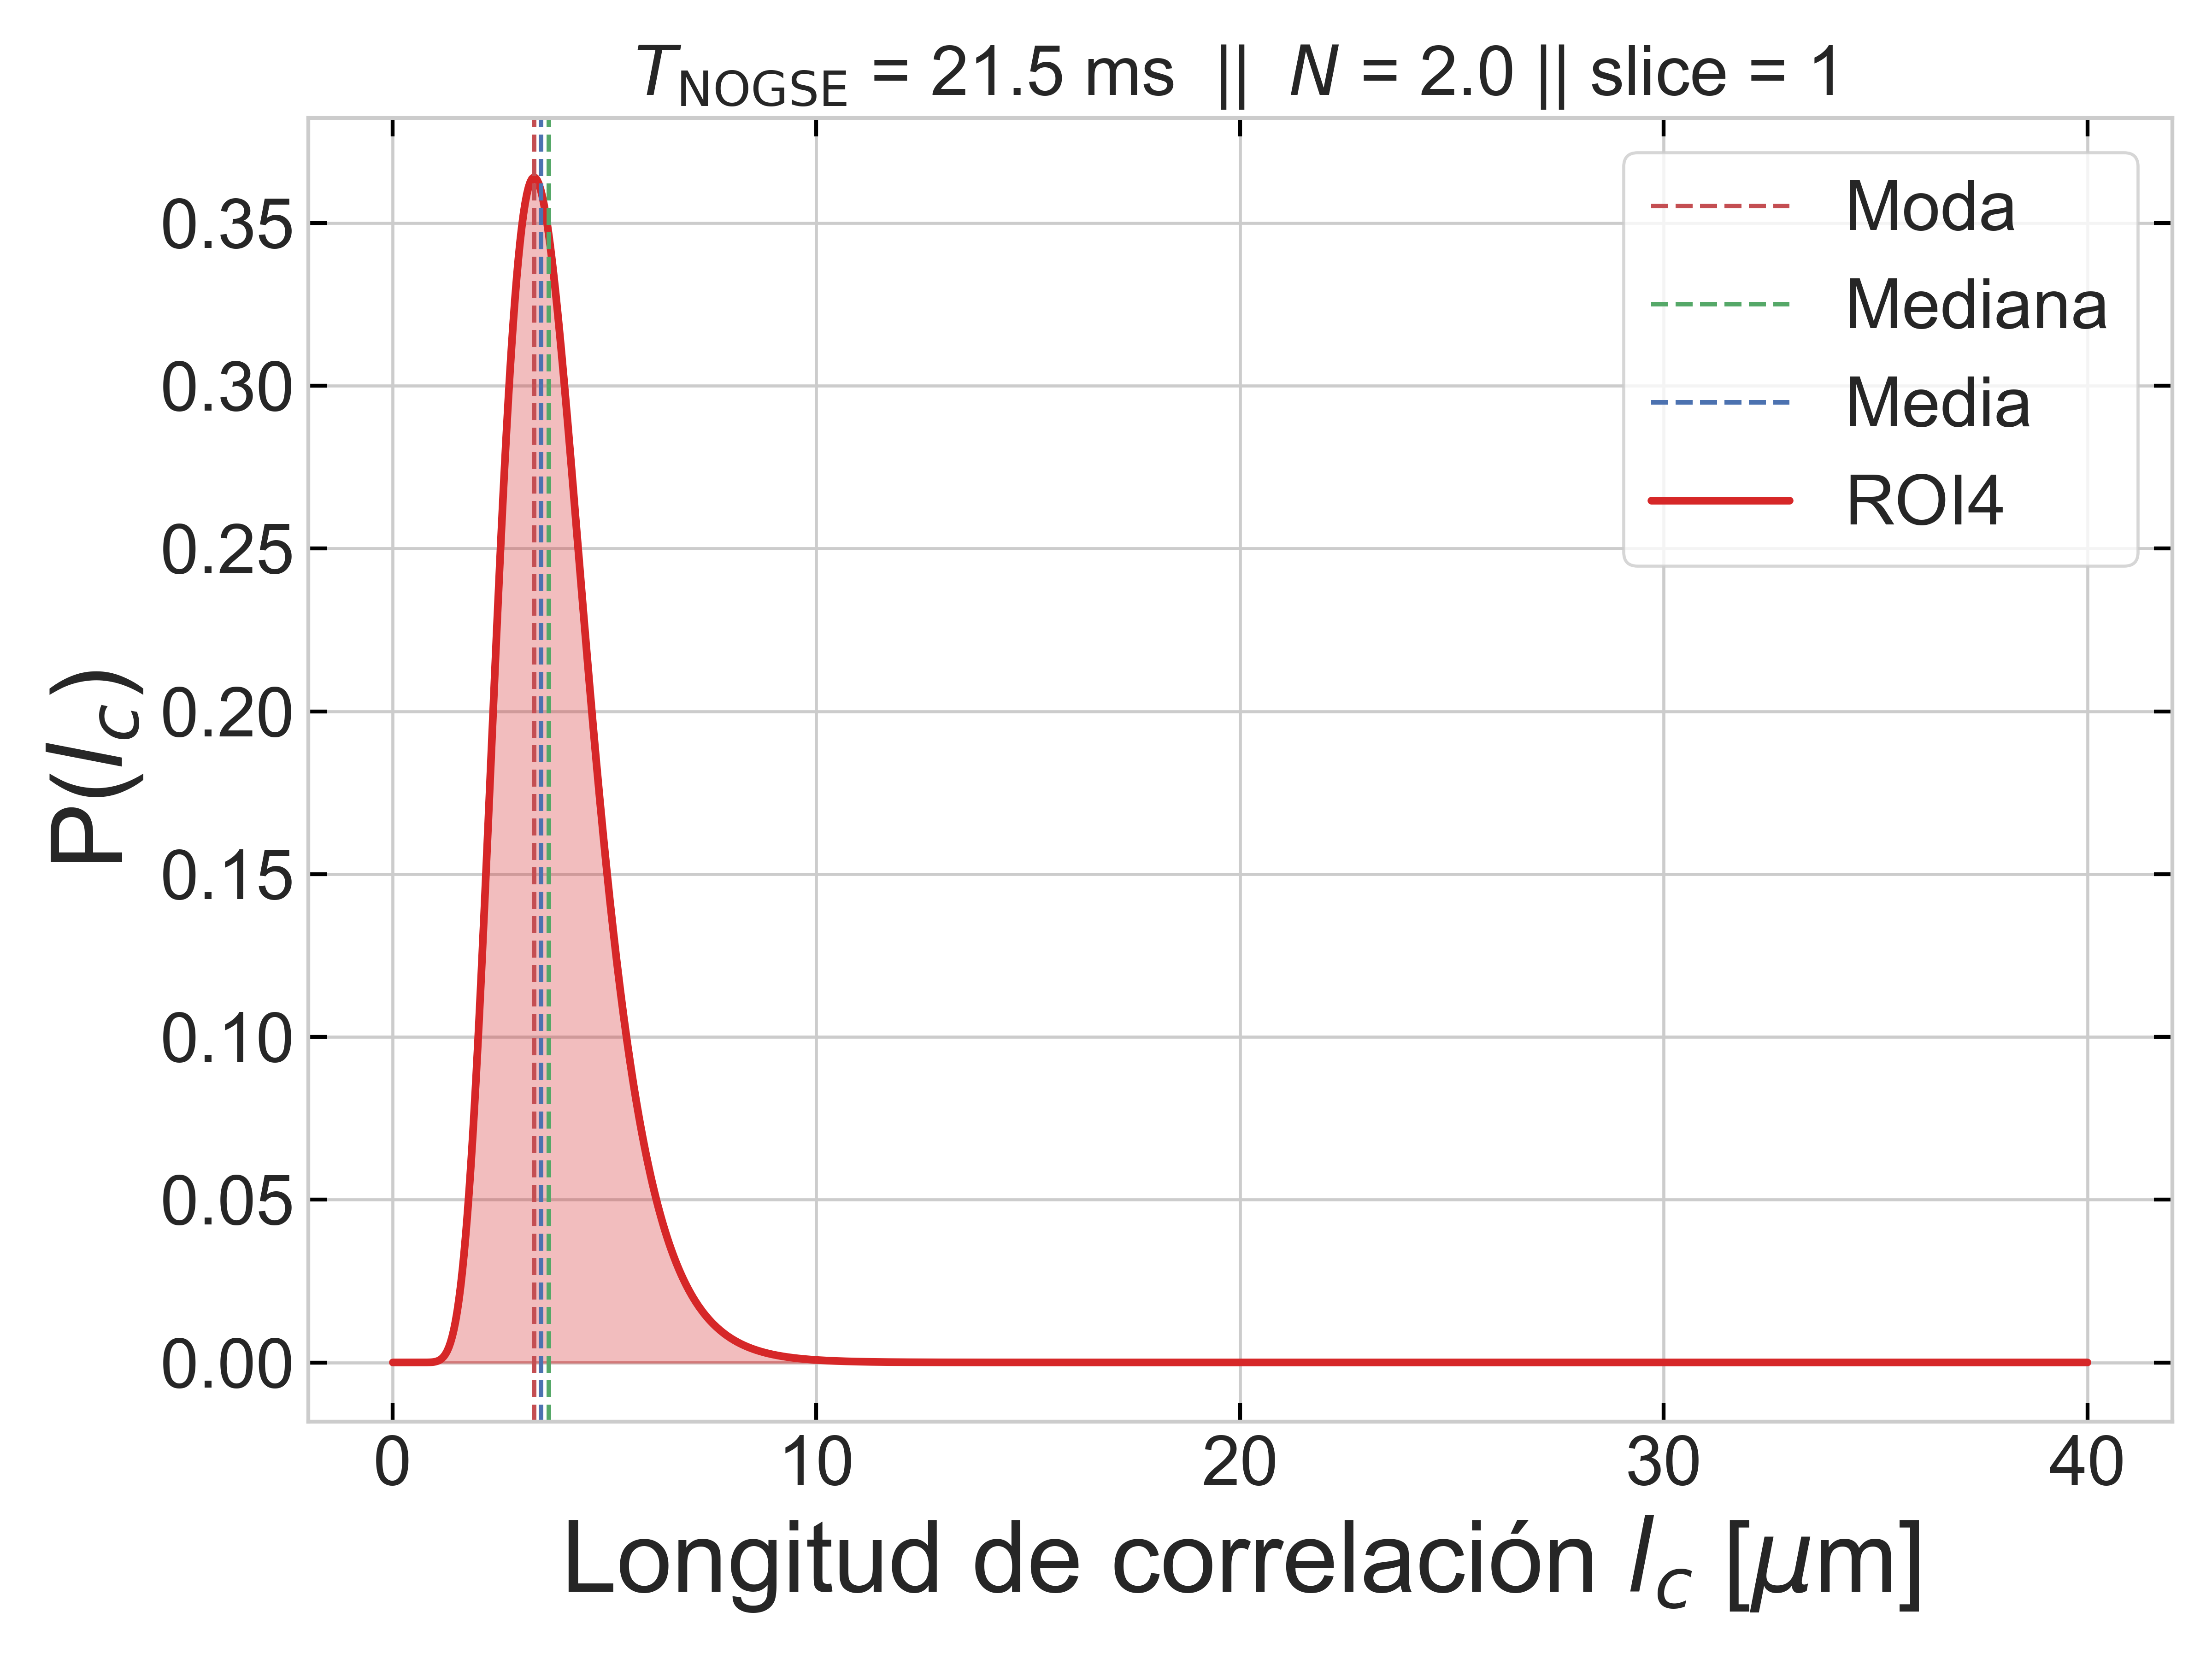 T_NOGSE = 21.5 ms || N = 2.0 || slice = 1
Moda
Mediana
Media
ROI4
P(l_c)
0.35
0.30
0.25
0.20
0.15
0.10
0.05
0.00
0 10 20 30 40
Longitud de correlación l_c [μm]